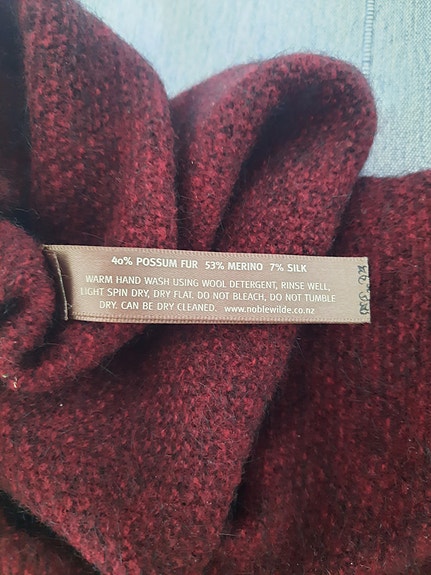 40% POSSUM FUR 53% MERINO 7% SILK
WARM HAND WASH USING WOOL DETERGENT, RINSE WELL,
LIGHT SPIN DRY, DRY FLAT. DO NOT BLEACH, DO NOT TUMBLE
DRY. CAN BE DRY CLEANED. www.noblewilde.co.nz